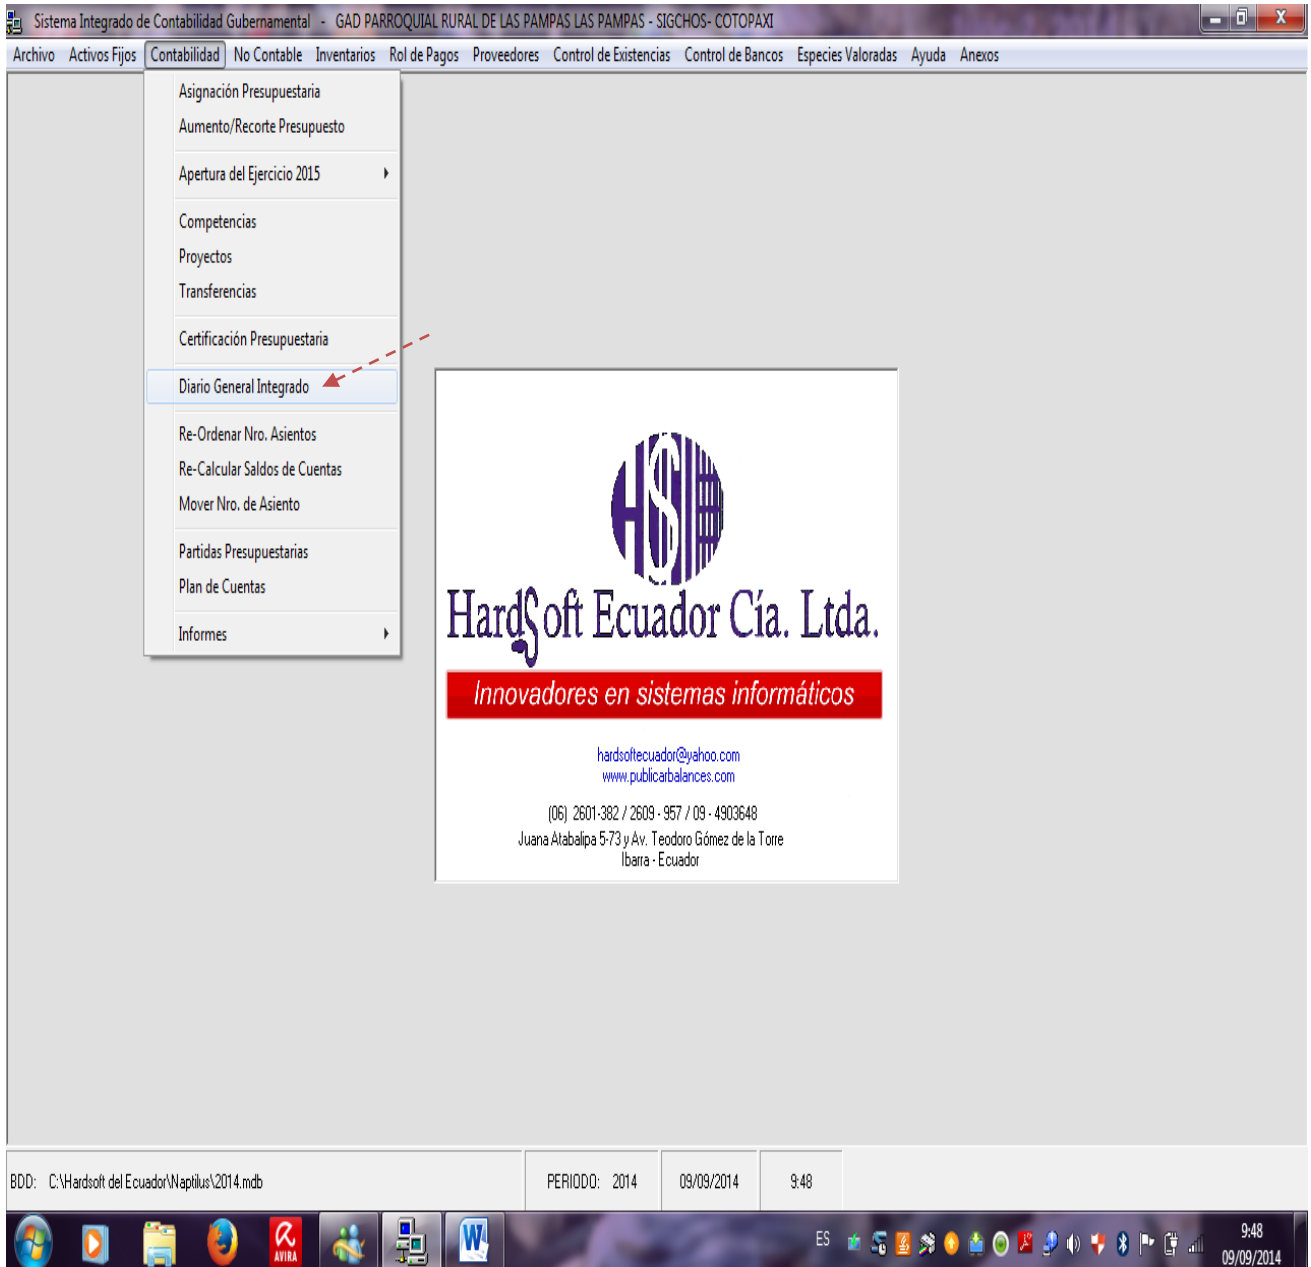 Sistema Integrado de Contabilidad Gubernamental - GAD PARROQUIAL RURAL DE LAS PAMPAS LAS PAMPAS - SIGCHOS- COTOPAXI
Archivo Activos Fijos Contabilidad No Contable Inventarios Rol de Pagos Proveedores Control de Existencias Control de Bancos Especies Valoradas Ayuda Anexos
Asignación Presupuestaria
Aumento/Recorte Presupuesto
Apertura del Ejercicio 2015
Competencias
Proyectos
Transferencias
Certificación Presupuestaria
Diario General Integrado
Re-Ordenar Nro. Asientos
Re-Calcular Saldos de Cuentas
Mover Nro. de Asiento
Partidas Presupuestarias
Plan de Cuentas
Informes
HSI
HardSoft Ecuador Cía. Ltda.
Innovadores en sistemas informáticos
hardsoftecuador@yahoo.com
www.publicarbalances.com
(06) 2601-382 / 2609 - 957 / 09 - 4903648
Juana Atabalipa 5-73 y Av. Teodoro Gómez de la Torre
Ibarra - Ecuador
BDD: C:\Hardsoft del Ecuador\Naptilus\2014.mdb PERIODO: 2014 09/09/2014 9:48
AVIRA
W
ES
9:48
09/09/2014